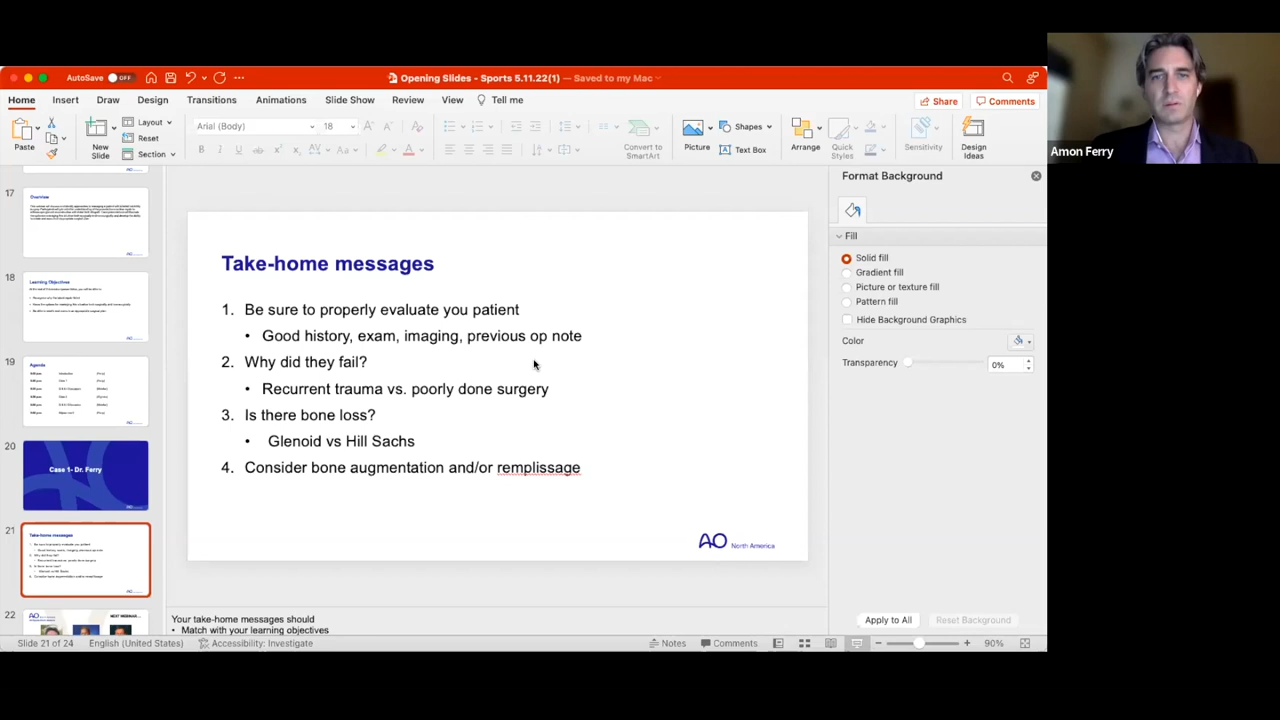 AutoSave OFF
Opening Slides - Sports 5.11.22(1) — Saved to my Mac
Home Insert Draw Design Transitions Animations Slide Show Review View Tell me
Share Comments
Paste
New Slide
Layout
Reset
Section
Arial (Body) 18
Convert to SmartArt
Picture
Shapes
Text Box
Arrange
Quick Styles
Sensitivity
Design Ideas
Amon Ferry
17
Overview
18
Learning Objectives
19
Agenda
20
Case 1- Dr. Ferry
21
Take-home messages
22
NEXT WEBINAR...
Take-home messages
1. Be sure to properly evaluate you patient
• Good history, exam, imaging, previous op note
2. Why did they fail?
• Recurrent trauma vs. poorly done surgery
3. Is there bone loss?
• Glenoid vs Hill Sachs
4. Consider bone augmentation and/or remplissage
AO North America
Your take-home messages should
• Match with your learning objectives
Format Background
Fill
Solid fill
Gradient fill
Picture or texture fill
Pattern fill
Hide Background Graphics
Color
Transparency 0%
Apply to All Reset Background
Slide 21 of 24 English (United States) Accessibility: Investigate Notes Comments 90%